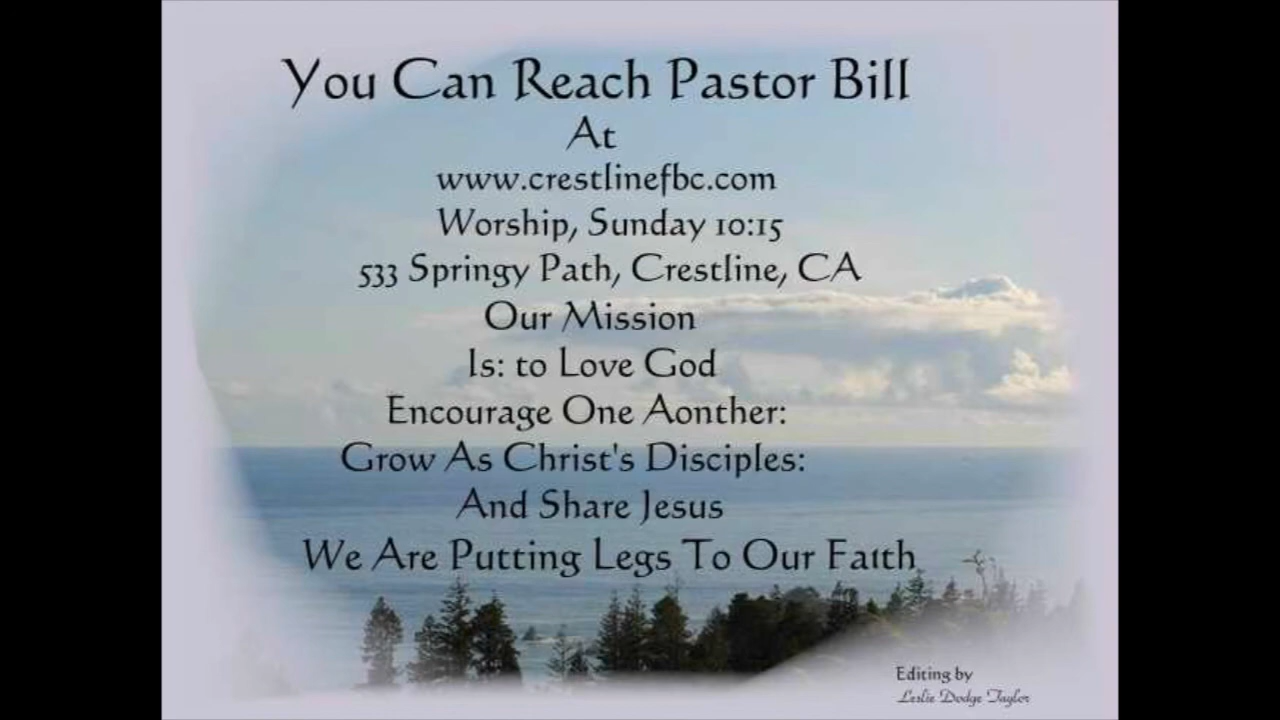 You Can Reach Pastor Bill
At
www.crestlinefbc.com
Worship, Sunday 10:15
533 Springy Path, Crestline, CA
Our Mission
Is: to Love God
Encourage One Aonther:
Grow As Christ's Disciples:
And Share Jesus
We Are Putting Legs To Our Faith
Editing by
Leslie Dodge Taylor